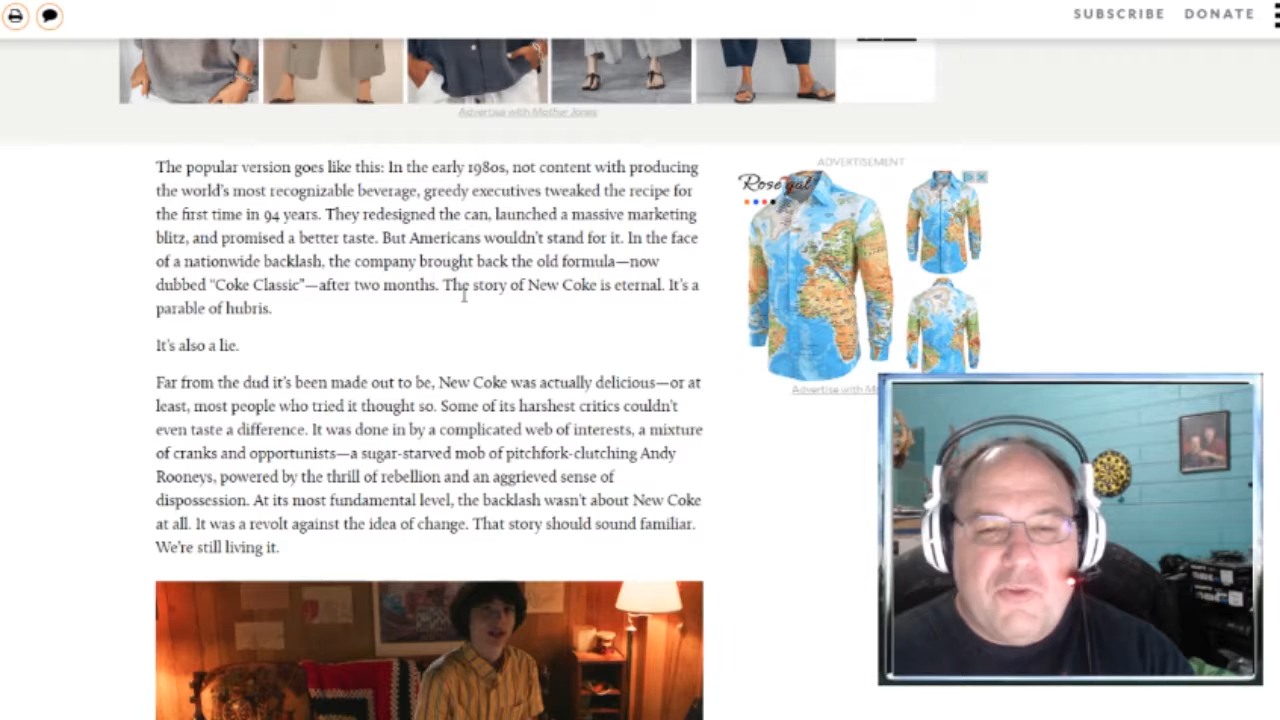 SUBSCRIBE DONATE
Advertise with Mother Jones
The popular version goes like this: In the early 1980s, not content with producing
the world's most recognizable beverage, greedy executives tweaked the recipe for
the first time in 94 years. They redesigned the can, launched a massive marketing
blitz, and promised a better taste. But Americans wouldn't stand for it. In the face
of a nationwide backlash, the company brought back the old formula—now
dubbed “Coke Classic”—after two months. The story of New Coke is eternal. It's a
parable of hubris.
It's also a lie.
Far from the dud it's been made out to be, New Coke was actually delicious—or at
least, most people who tried it thought so. Some of its harshest critics couldn't
even taste a difference. It was done in by a complicated web of interests, a mixture
of cranks and opportunists—a sugar-starved mob of pitchfork-clutching Andy
Rooneys, powered by the thrill of rebellion and an aggrieved sense of
dispossession. At its most fundamental level, the backlash wasn't about New Coke
at all. It was a revolt against the idea of change. That story should sound familiar.
We're still living it.
ADVERTISEMENT
Rosegal
Advertise with M